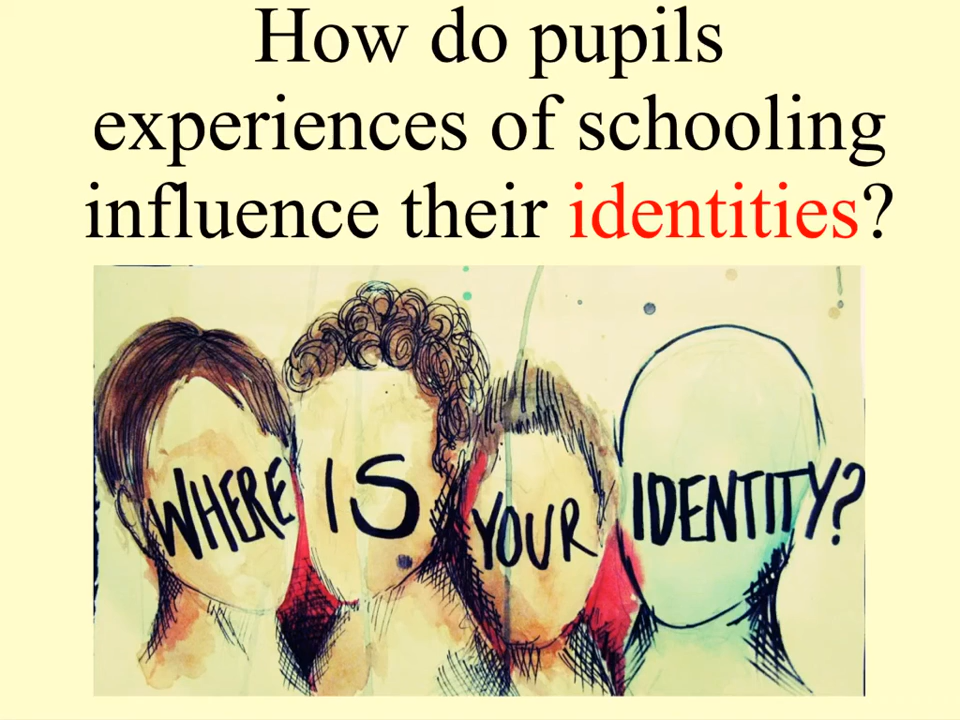 How do pupils
experiences of schooling
influence their identities?
WHERE IS YOUR IDENTITY?